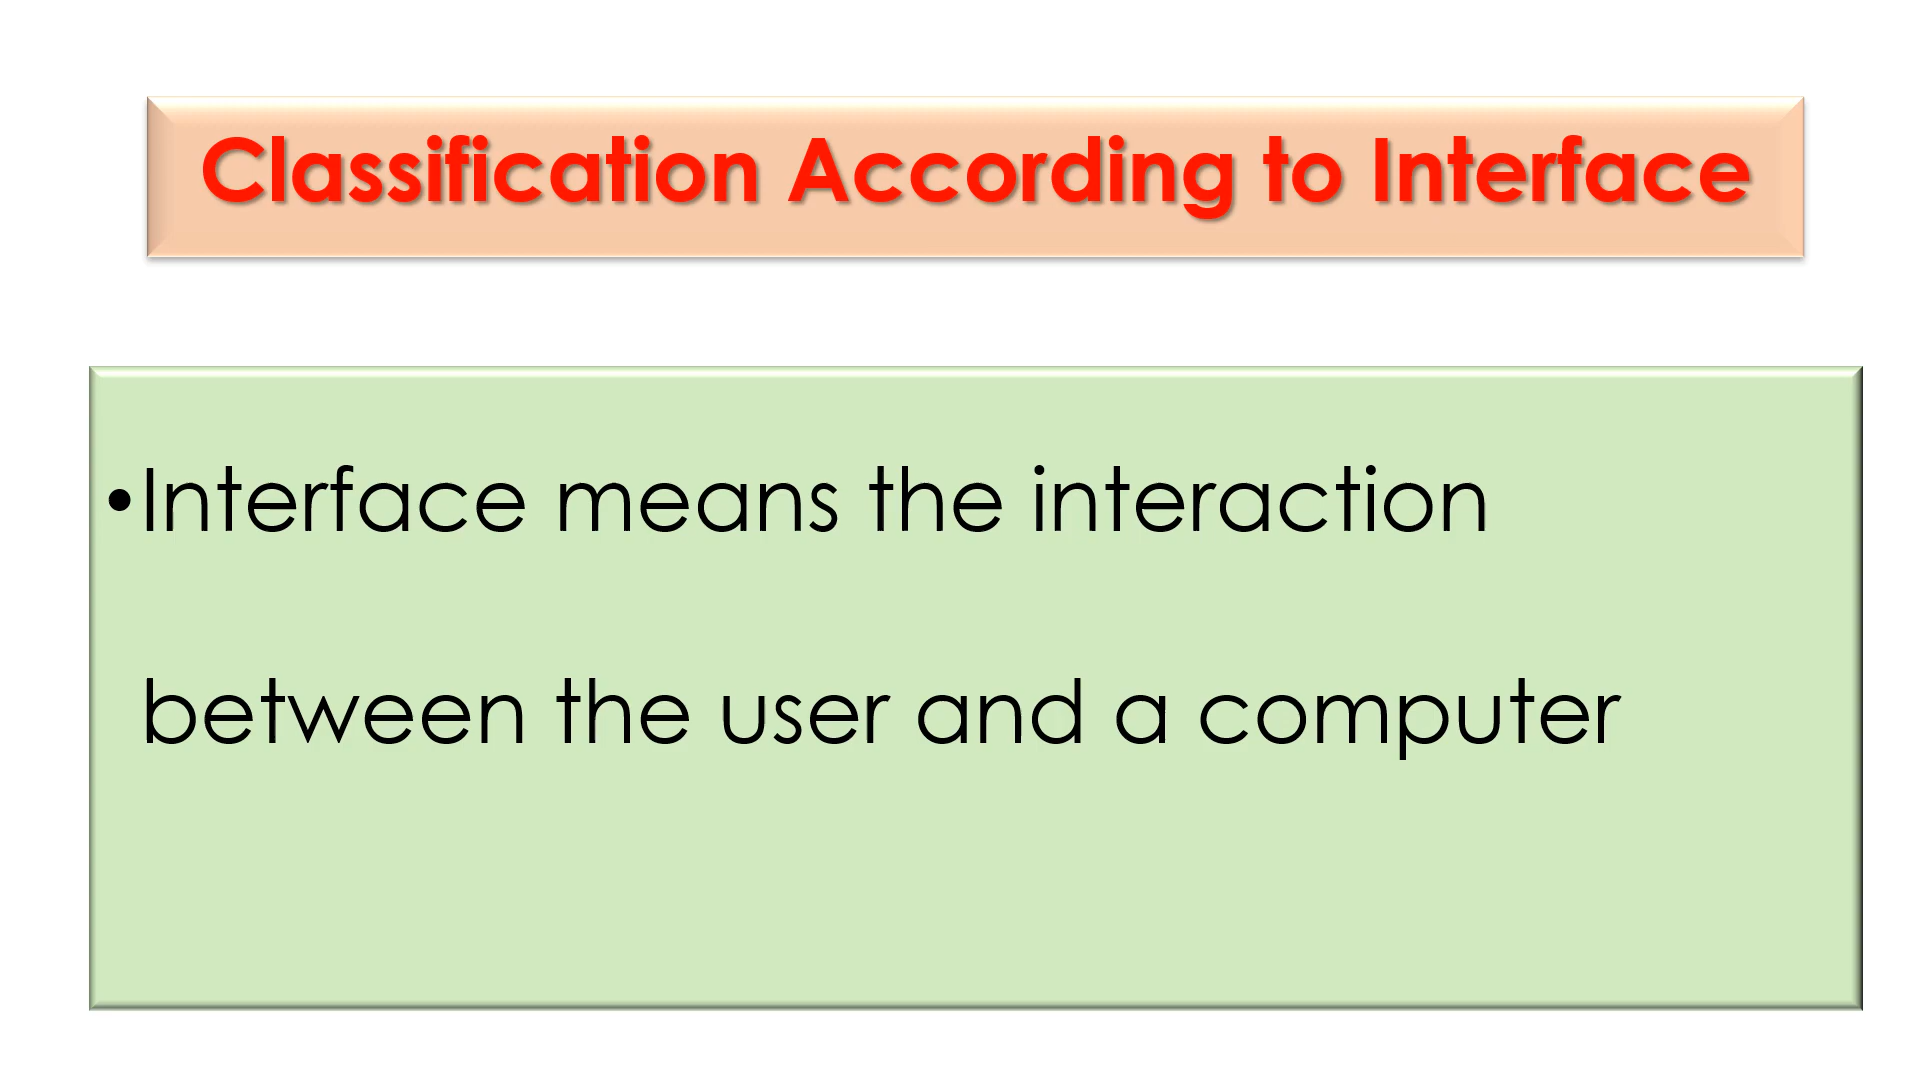 Classification According to Interface
•Interface means the interaction
between the user and a computer